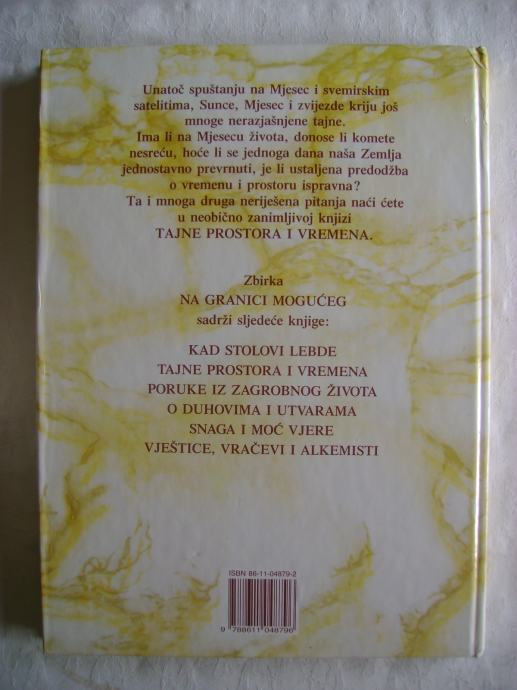 Unatoč spuštanju na Mjesec i svemirskim
satelitima, Sunce, Mjesec i zvijezde kriju još
mnoge nerazjašnjene tajne.
Ima li na Mjesecu života, donose li komete
nesreću, hoće li se jednoga dana naša Zemlja
jednostavno prevrnuti, je li ustaljena predodžba
o vremenu i prostoru ispravna?
Ta i mnoga druga neriješena pitanja naći ćete
u neobično zanimljivoj knjizi
TAJNE PROSTORA I VREMENA.
Zbirka
NA GRANICI MOGUĆEG
sadrži sljedeće knjige:
KAD STOLOVI LEBDE
TAJNE PROSTORA I VREMENA
PORUKE IZ ZAGROBNOG ŽIVOTA
O DUHOVIMA I UTVARAMA
SNAGA I MOĆ VJERE
VJEŠTICE, VRAČEVI I ALKEMISTI
ISBN 86-11-04879-2
9 788611 048796